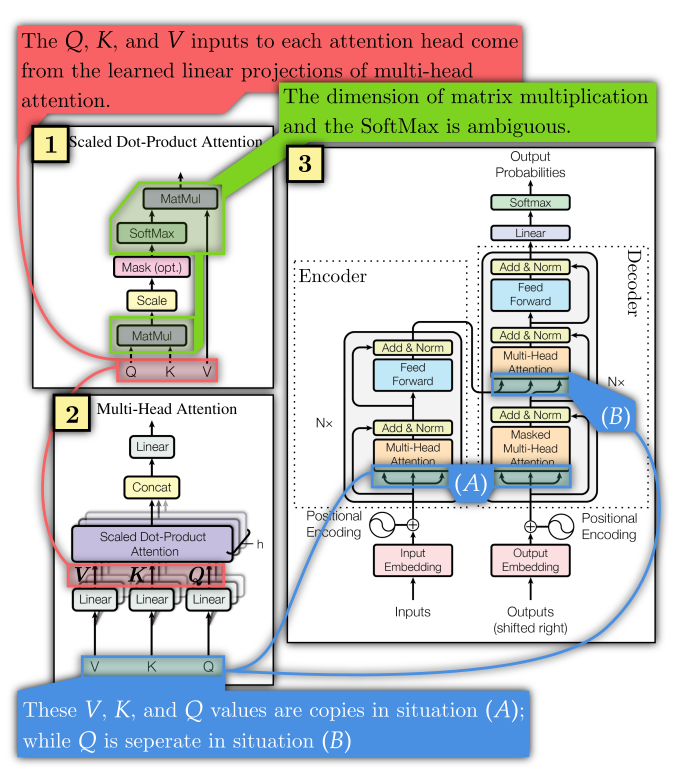 The Q, K, and V inputs to each attention head come
from the learned linear projections of multi-head
attention.
The dimension of matrix multiplication
and the SoftMax is ambiguous.
1
Scaled Dot-Product Attention
MatMul
SoftMax
Mask (opt.)
Scale
MatMul
Q K V
2
Multi-Head Attention
Linear
Concat
Scaled Dot-Product
Attention
h
V K Q
Linear Linear Linear
V K Q
3
Output
Probabilities
Softmax
Linear
Encoder
Decoder
Add & Norm
Feed
Forward
Add & Norm
Multi-Head
Attention
Nx
(B)
Add & Norm
Masked
Multi-Head
Attention
Add & Norm
Feed
Forward
N×
Add & Norm
Multi-Head
Attention
(A)
Positional
Encoding
Positional
Encoding
Input
Embedding
Output
Embedding
Inputs
Outputs
(shifted right)
These V, K, and Q values are copies in situation (A);
while Q is seperate in situation (B)